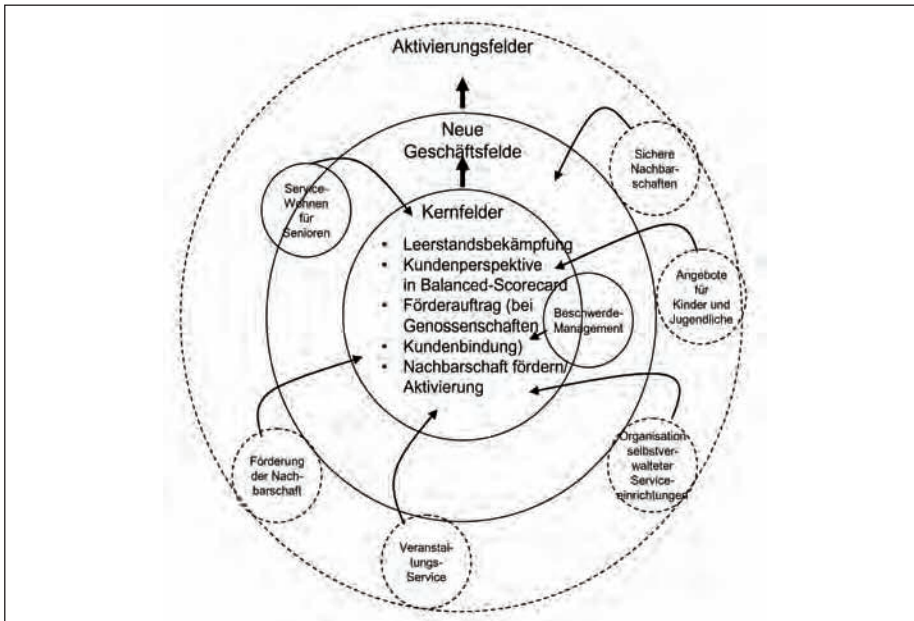 Aktivierungsfelder
Neue
Geschäftsfelde
Sichere
Nachbar-
schaften
Service-
Wohnen
für
Senioren
Kernfelder
• Leerstandsbekämpfung
• Kundenperspektive
in Balanced-Scorecard
• Förderauftrag (bei
Genossenschaften
• Kundenbindung)
• Nachbarschaft fördern/
Aktivierung
Angebote
für
Kinder und
Jugendliche
Beschwerde-
Management
Förderung
der Nach-
barschaft
Organisation
selbstver-
walteter
Service-
einrichtungen
Veranstal-
tungs-
Service